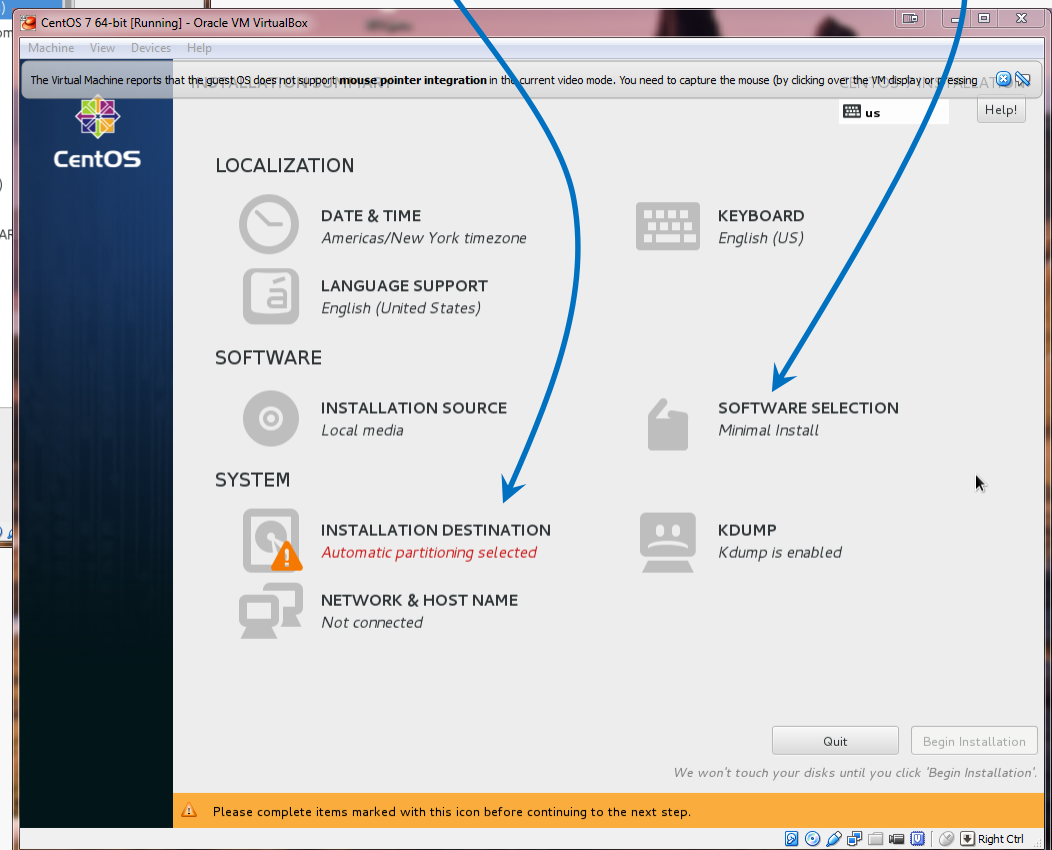 CentOS 7 64-bit [Running] - Oracle VM VirtualBox
Machine View Devices Help
The Virtual Machine reports that the guest OS does not support mouse pointer integration in the current video mode. You need to capture the mouse (by clicking over the VM display or pressing
INSTALLATION SUMMARY
CENTOS 7 INSTALLATION
us
Help!
CentOS
LOCALIZATION
DATE & TIME
Americas/New York timezone
KEYBOARD
English (US)
LANGUAGE SUPPORT
English (United States)
SOFTWARE
INSTALLATION SOURCE
Local media
SOFTWARE SELECTION
Minimal Install
SYSTEM
INSTALLATION DESTINATION
Automatic partitioning selected
KDUMP
Kdump is enabled
NETWORK & HOST NAME
Not connected
Quit
Begin Installation
We won't touch your disks until you click 'Begin Installation'.
Please complete items marked with this icon before continuing to the next step.
Right Ctrl